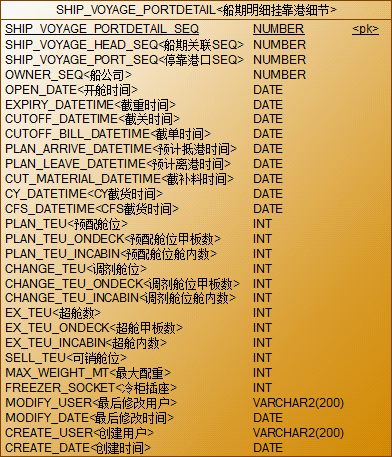 SHIP_VOYAGE_PORTDETAIL<船期明细挂靠港细节>
SHIP_VOYAGE_PORTDETAIL_SEQ NUMBER <pk>
SHIP_VOYAGE_HEAD_SEQ<船期关联SEQ> NUMBER
SHIP_VOYAGE_PORT_SEQ<停靠港口SEQ> NUMBER
OWNER_SEQ<船公司> NUMBER
OPEN_DATE<开舱时间> DATE
EXPIRY_DATETIME<截重时间> DATE
CUTOFF_DATETIME<截关时间> DATE
CUTOFF_BILL_DATETIME<截单时间> DATE
PLAN_ARRIVE_DATETIME<预计抵港时间> DATE
PLAN_LEAVE_DATETIME<预计离港时间> DATE
CUT_MATERIAL_DATETIME<截补料时间> DATE
CY_DATETIME<CY截货时间> DATE
CFS_DATETIME<CFS截货时间> DATE
PLAN_TEU<预配舱位> INT
PLAN_TEU_ONDECK<预配舱位甲板数> INT
PLAN_TEU_INCABIN<预配舱位舱内数> INT
CHANGE_TEU<调剂舱位> INT
CHANGE_TEU_ONDECK<调剂舱位甲板数> INT
CHANGE_TEU_INCABIN<调剂舱位舱内数> INT
EX_TEU<超舱数> INT
EX_TEU_ONDECK<超舱甲板数> INT
EX_TEU_INCABIN<超舱内数> INT
SELL_TEU<可销舱位> INT
MAX_WEIGHT_MT<最大配重> INT
FREEZER_SOCKET<冷柜插座> INT
MODIFY_USER<最后修改用户> VARCHAR2(200)
MODIFY_DATE<最后修改时间> DATE
CREATE_USER<创建用户> VARCHAR2(200)
CREATE_DATE<创建时间> DATE